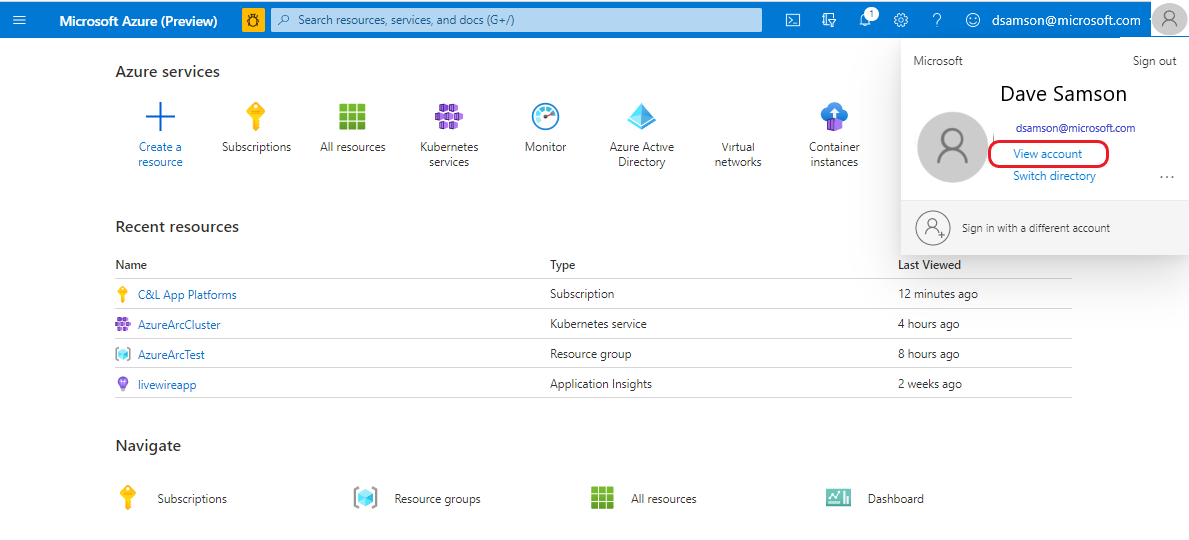 Microsoft Azure (Preview)
Search resources, services, and docs (G+/)
1
?
dsamson@microsoft.com
Microsoft
Sign out
Dave Samson
dsamson@microsoft.com
View account
Switch directory
...
Sign in with a different account
Azure services
Create a
resource
Subscriptions
All resources
Kubernetes
services
Monitor
Azure Active
Directory
Virtual
networks
Container
instances
Recent resources
Name Type Last Viewed
C&L App Platforms Subscription 12 minutes ago
AzureArcCluster Kubernetes service 4 hours ago
AzureArcTest Resource group 8 hours ago
livewireapp Application Insights 2 weeks ago
Navigate
Subscriptions Resource groups All resources Dashboard